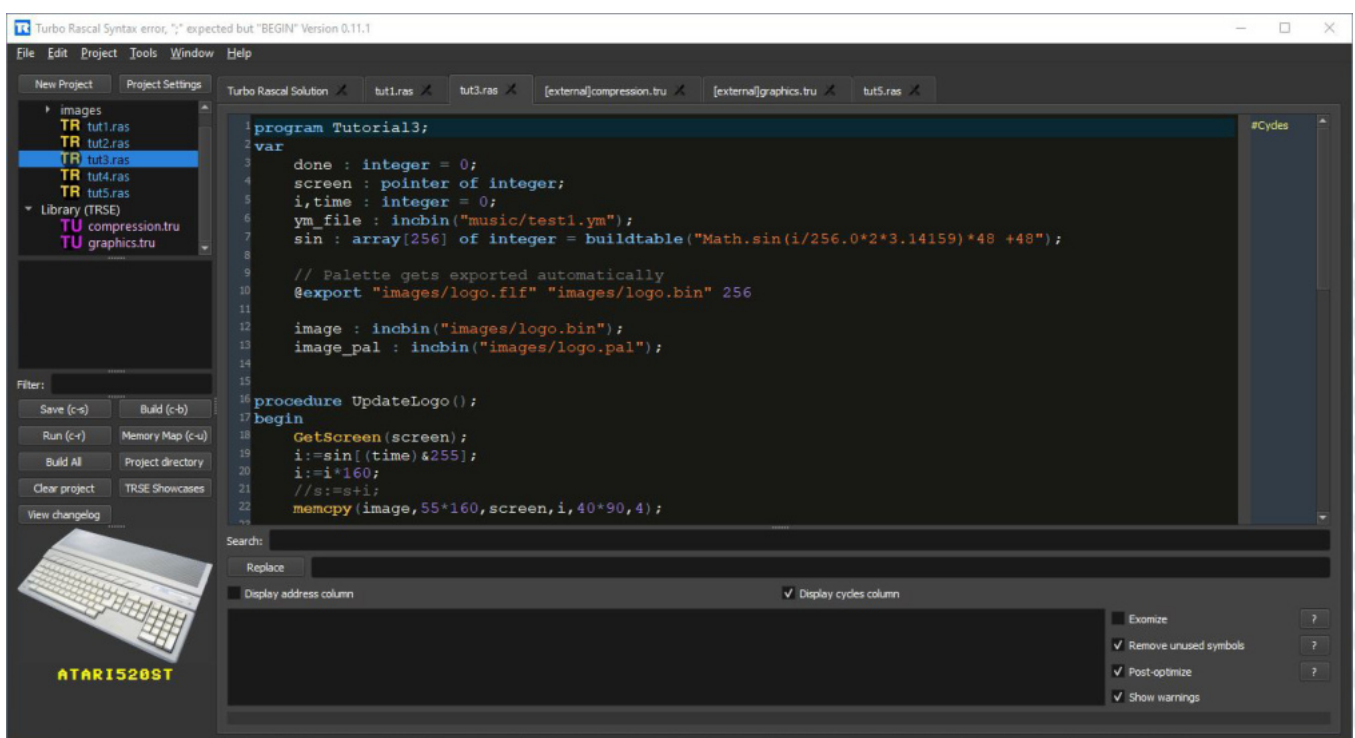 TR Turbo Rascal Syntax error, ";" expected but "BEGIN" Version 0.11.1
File Edit Project Tools Window Help
New Project Project Settings
images
TR tut1.ras
TR tut2.ras
TR tut3.ras
TR tut4.ras
TR tut5.ras
Library (TRSE)
TU compression.tru
TU graphics.tru
Filter:
Save (c-s) Build (c-b)
Run (c-r) Memory Map (c-u)
Build All Project directory
Clear project TRSE Showcases
View changelog
ATARI520ST
Turbo Rascal Solution tut1.ras tut3.ras [external]compression.tru [external]graphics.tru tut5.ras
#Cycles
1 program Tutorial3;
2 var
3 done : integer = 0;
4 screen : pointer of integer;
5 i,time : integer = 0;
6 ym_file : incbin("music/test1.ym");
7 sin : array[256] of integer = buildtable("Math.sin(i/256.0*2*3.14159)*48 +48");
8
9 // Palette gets exported automatically
10 @export "images/logo.flf" "images/logo.bin" 256
11
12 image : incbin("images/logo.bin");
13 image_pal : incbin("images/logo.pal");
14
15
16 procedure UpdateLogo();
17 begin
18 GetScreen(screen);
19 i:=sin[(time)&255];
20 i:=i*160;
21 //s:=s+i;
22 memcpy(image,55*160,screen,i,40*90,4);
Search:
Replace
Display address column Display cycles column
Exomize ?
Remove unused symbols ?
Post-optimize ?
Show warnings